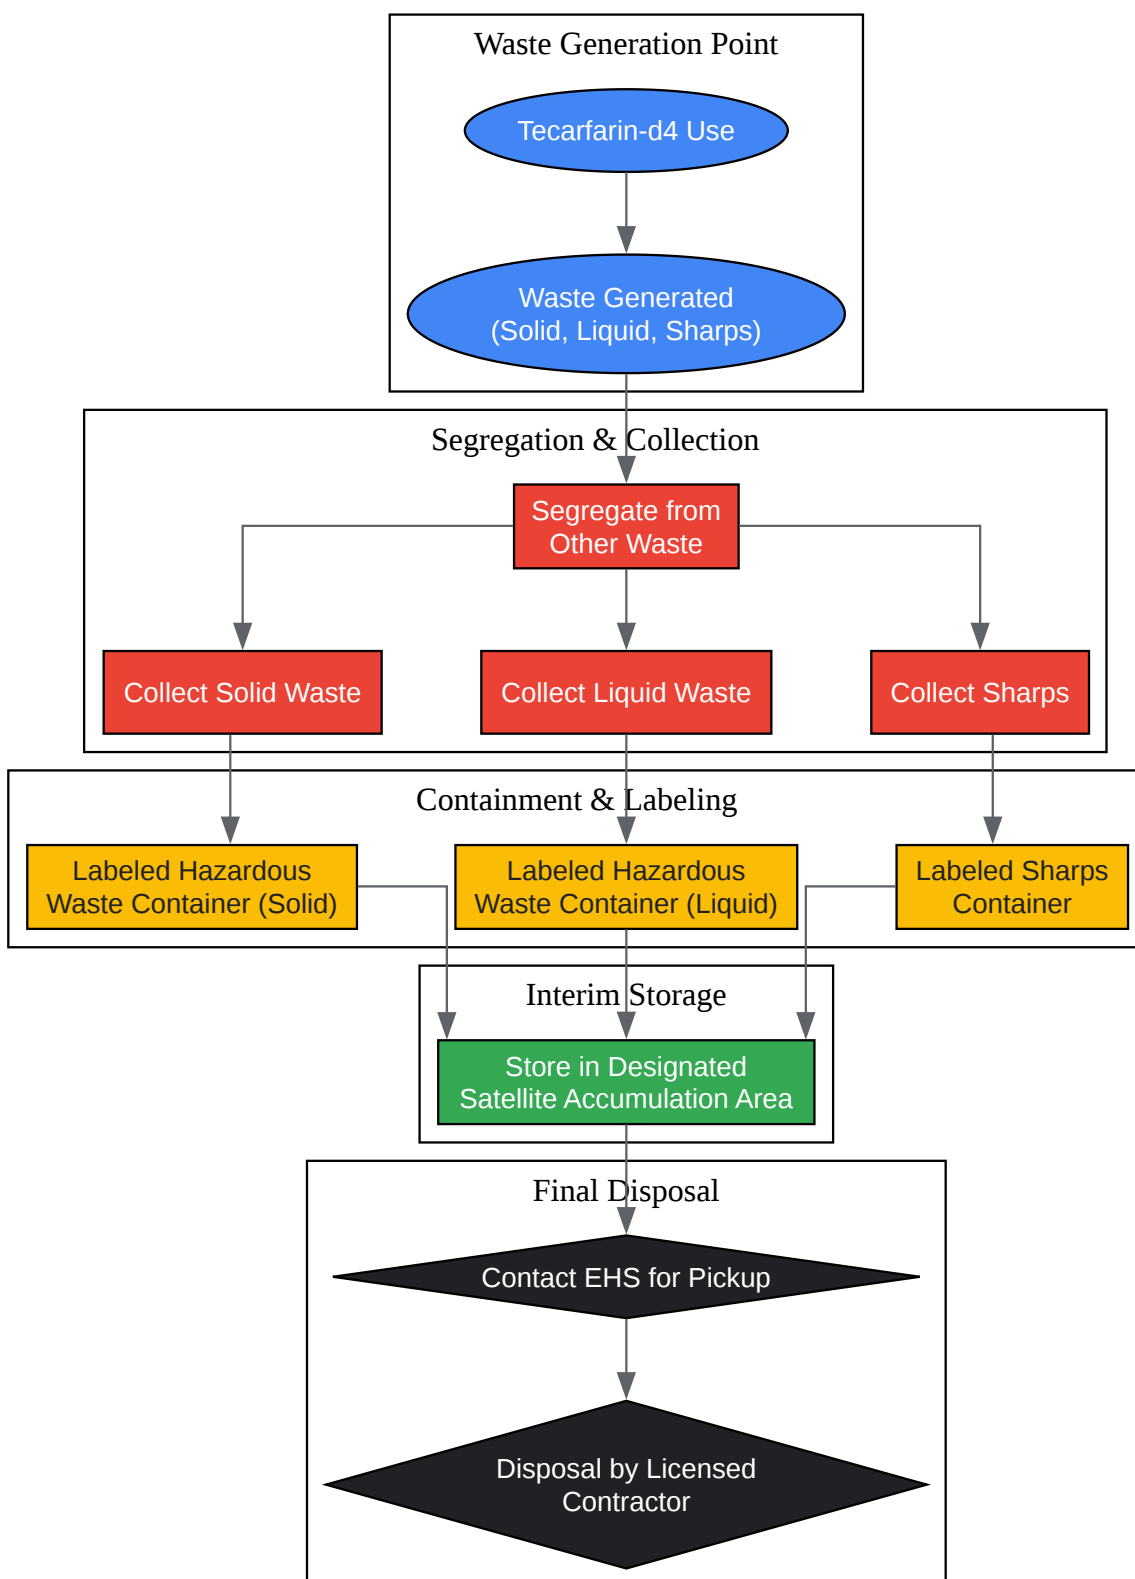 Waste Generation Point
Tecarfarin-d4 Use
Waste Generated
(Solid, Liquid, Sharps)
Segregation & Collection
Segregate from
Other Waste
Collect Solid Waste
Collect Liquid Waste
Collect Sharps
Containment & Labeling
Labeled Hazardous
Waste Container (Solid)
Labeled Hazardous
Waste Container (Liquid)
Labeled Sharps
Container
Interim Storage
Store in Designated
Satellite Accumulation Area
Final Disposal
Contact EHS for Pickup
Disposal by Licensed
Contractor